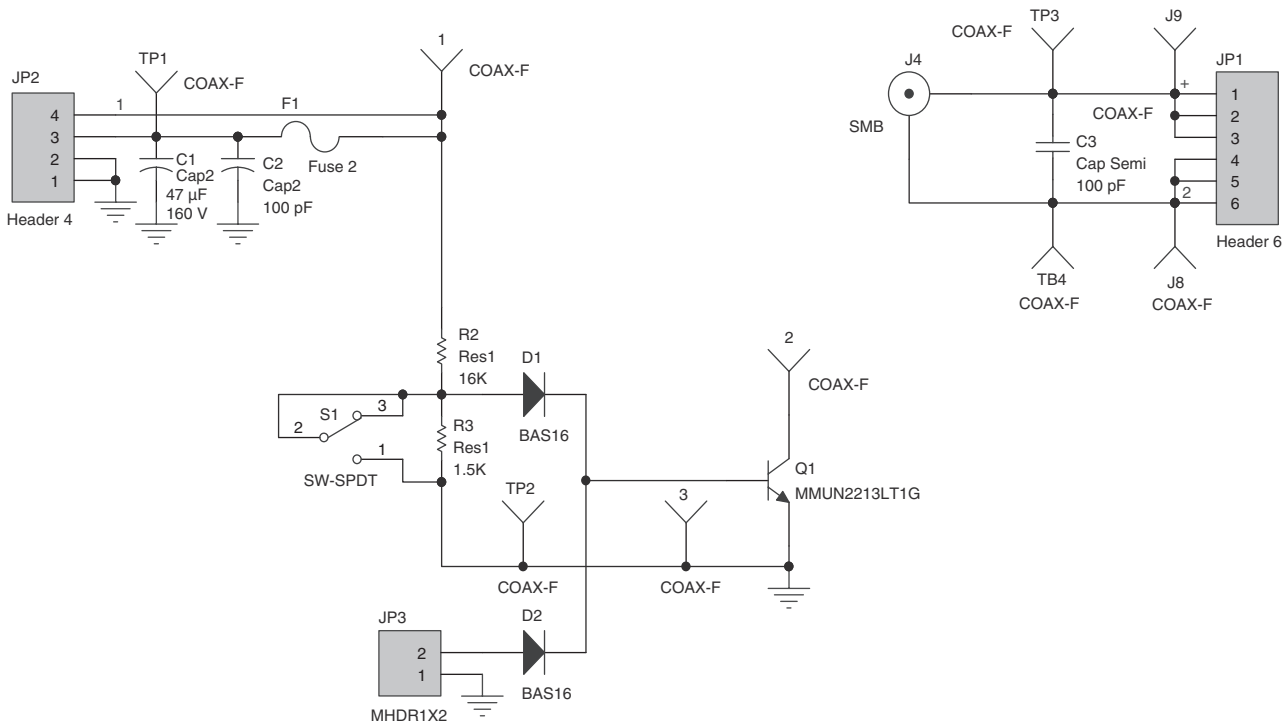 JP2
4
3
2
1
Header 4
1
TP1
COAX-F
C1
Cap2
47 µF
160 V
C2
Cap2
100 pF
F1
Fuse 2
1
COAX-F
COAX-F
TP3
J9
J4
SMB
COAX-F
C3
Cap Semi
100 pF
+
2
JP1
1
2
3
4
5
6
Header 6
TB4
COAX-F
J8
COAX-F
R2
Res1
16K
D1
BAS16
S1
3
2
1
SW-SPDT
R3
Res1
1.5K
TP2
COAX-F
3
COAX-F
2
COAX-F
Q1
MMUN2213LT1G
JP3
2
1
MHDR1X2
D2
BAS16